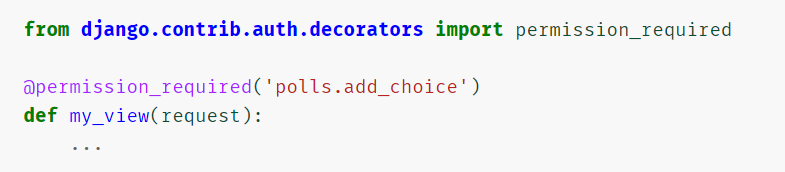 from django.contrib.auth.decorators import permission_required
@permission_required('polls.add_choice')
def my_view(request):
    ...